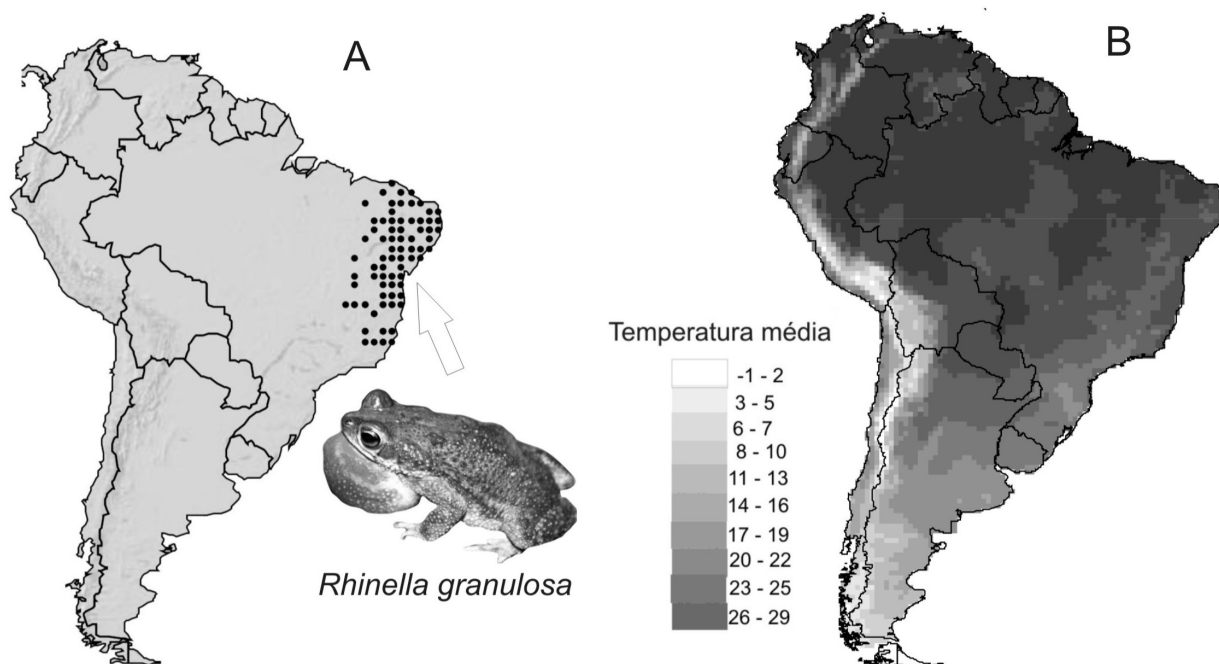 A
B
Temperatura média
-1 - 2
3 - 5
6 - 7
8 - 10
11 - 13
14 - 16
17 - 19
20 - 22
23 - 25
26 - 29
Rhinella granulosa